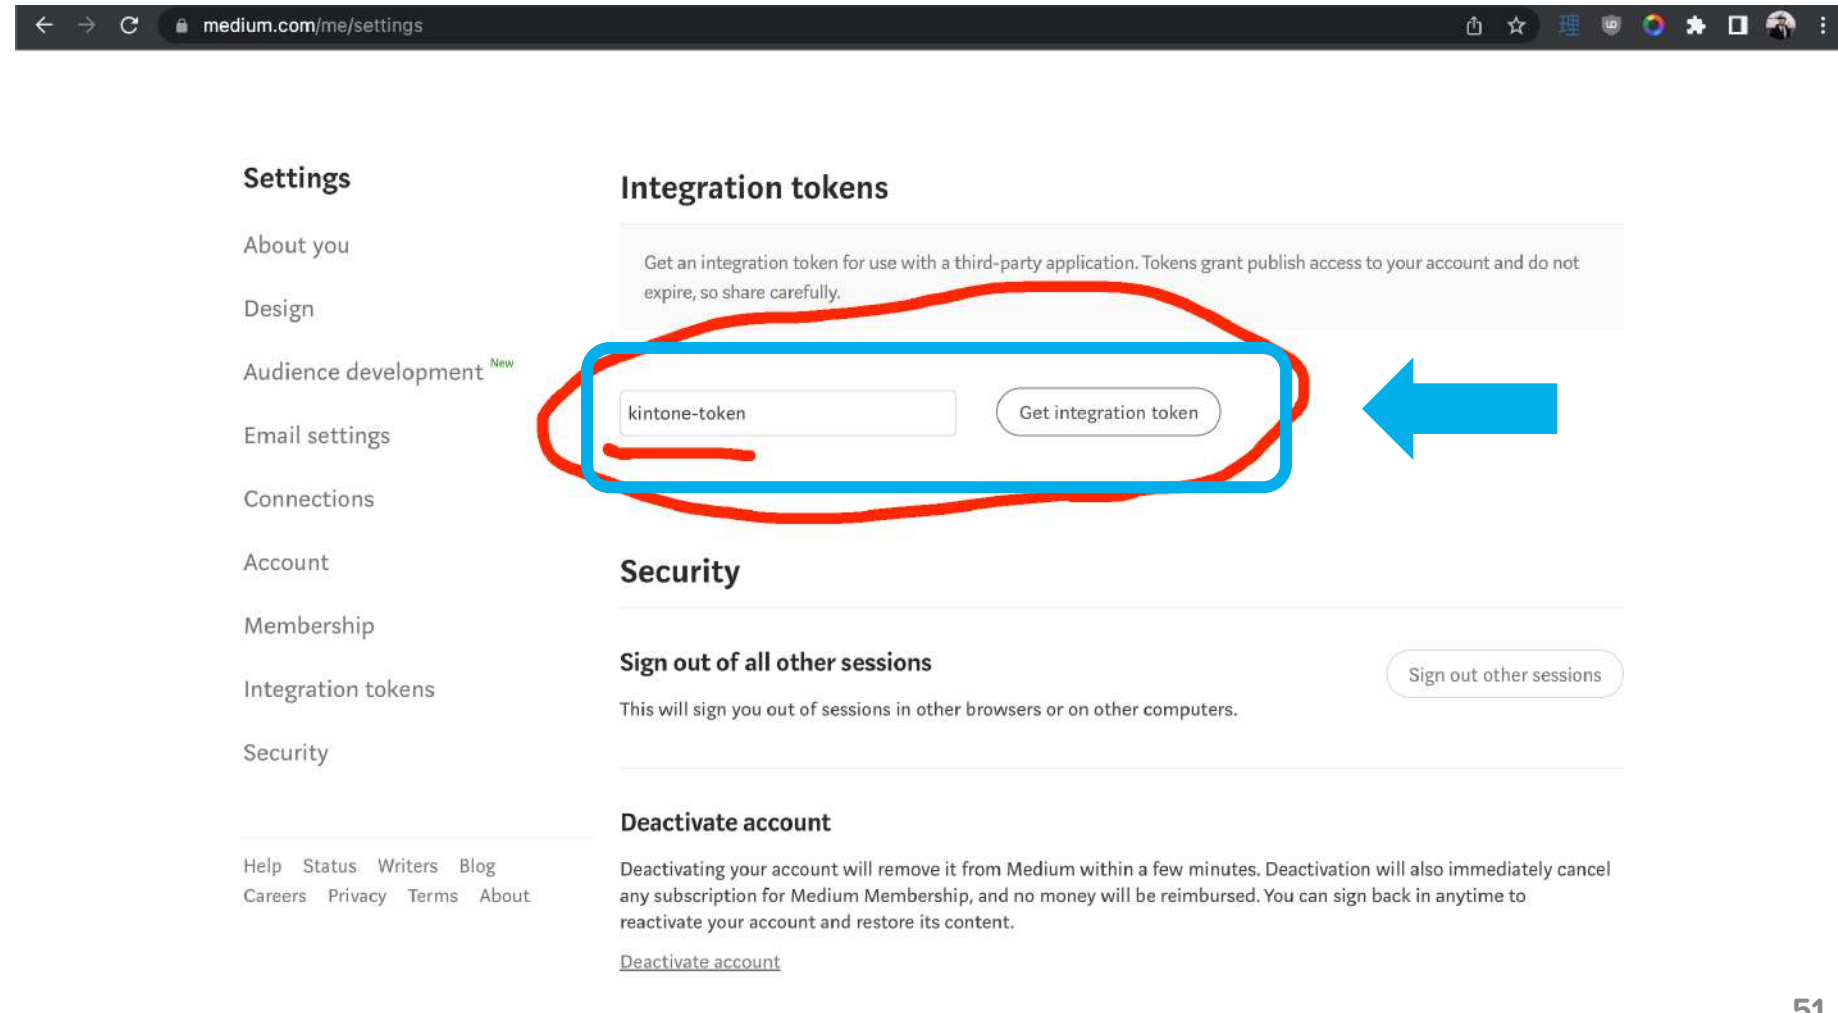 medium.com/me/settings
理
Settings
About you
Design
Audience development New
Email settings
Connections
Account
Membership
Integration tokens
Security
Help Status Writers Blog
Careers Privacy Terms About
Integration tokens
Get an integration token for use with a third-party application. Tokens grant publish access to your account and do not
expire, so share carefully.
kintone-token
Get integration token
Security
Sign out of all other sessions
Sign out other sessions
This will sign you out of sessions in other browsers or on other computers.
Deactivate account
Deactivating your account will remove it from Medium within a few minutes. Deactivation will also immediately cancel
any subscription for Medium Membership, and no money will be reimbursed. You can sign back in anytime to
reactivate your account and restore its content.
Deactivate account
51